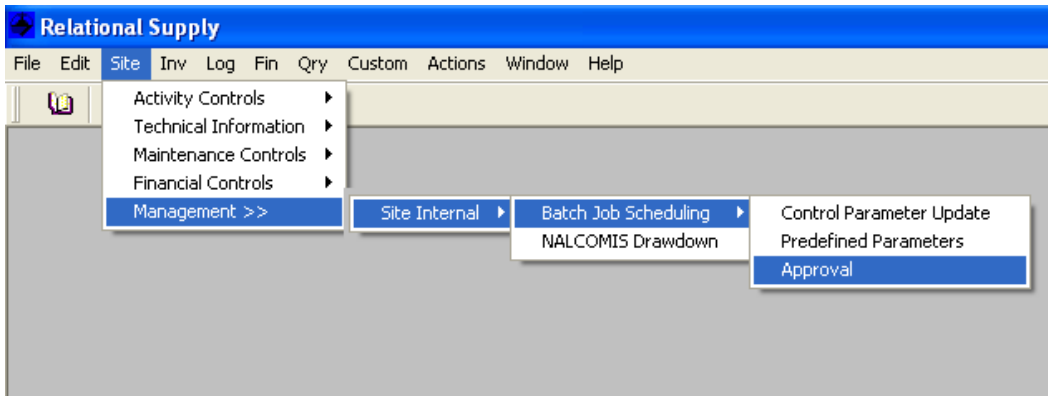 Relational Supply
File Edit Site Inv Log Fin Qry Custom Actions Window Help
Activity Controls
Technical Information
Maintenance Controls
Financial Controls
Management >>
Site Internal
Batch Job Scheduling
NALCOMIS Drawdown
Control Parameter Update
Predefined Parameters
Approval